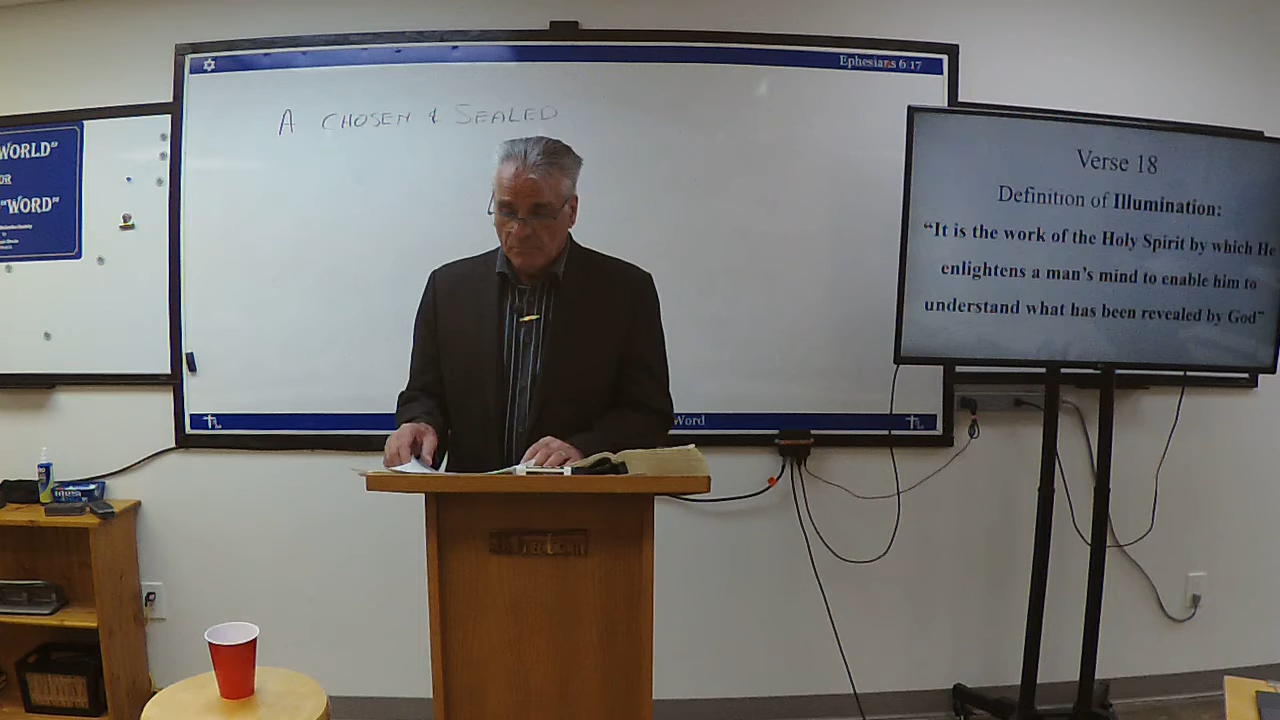 Ephesians 6:17
A CHOSEN & SEALED
WORLD"
OR
"WORD"
Verse 18
Definition of Illumination:
"It is the work of the Holy Spirit by which He
enlightens a man's mind to enable him to
understand what has been revealed by God"
Word